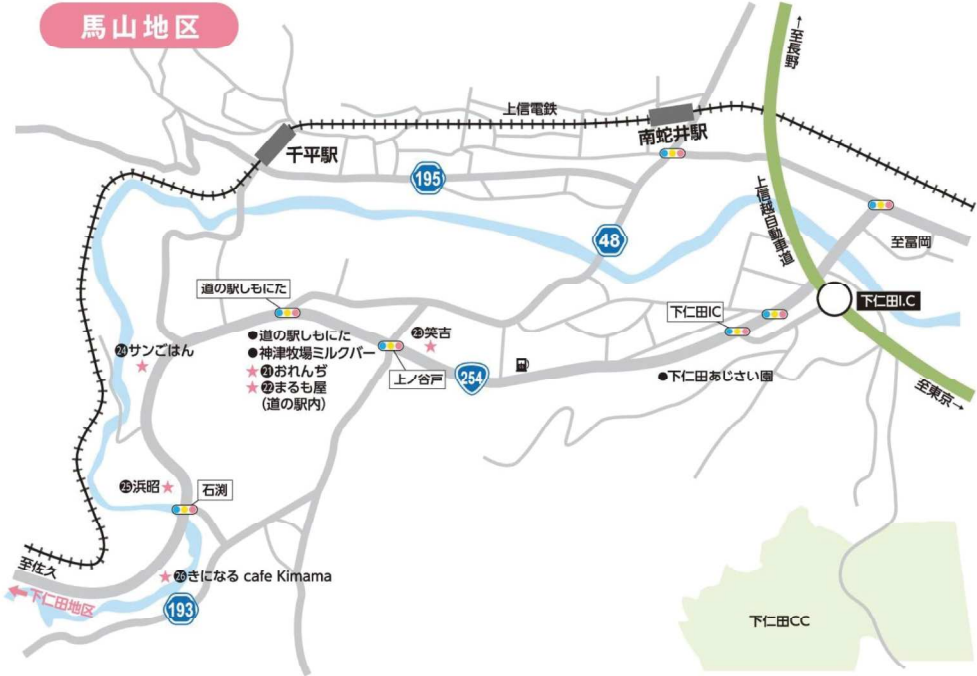 馬山地区
至長野→
上信電鉄
南蛇井駅
千平駅
195
上信越自動車道
48
至富岡
道の駅しもにた
下仁田I.C
下仁田IC
●道の駅しもにた
●神津牧場ミルクバー
★㉑おれんぢ
★㉒まるも屋
(道の駅内)
㉓笑吉
★
上ノ谷戸
254
㉔サンごはん
★
●下仁田あじさい園
至東京→
㉕浜昭★
石渕
至佐久
←下仁田地区
★㉖きになる cafe Kimama
193
下仁田CC